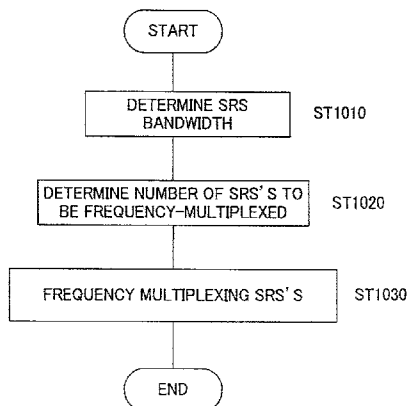 START
DETERMINE SRS
BANDWIDTH
ST1010
DETERMINE NUMBER OF SRS'S TO
BE FREQUENCY-MULTIPLEXED
ST1020
FREQUENCY MULTIPLEXING SRS'S
ST1030
END